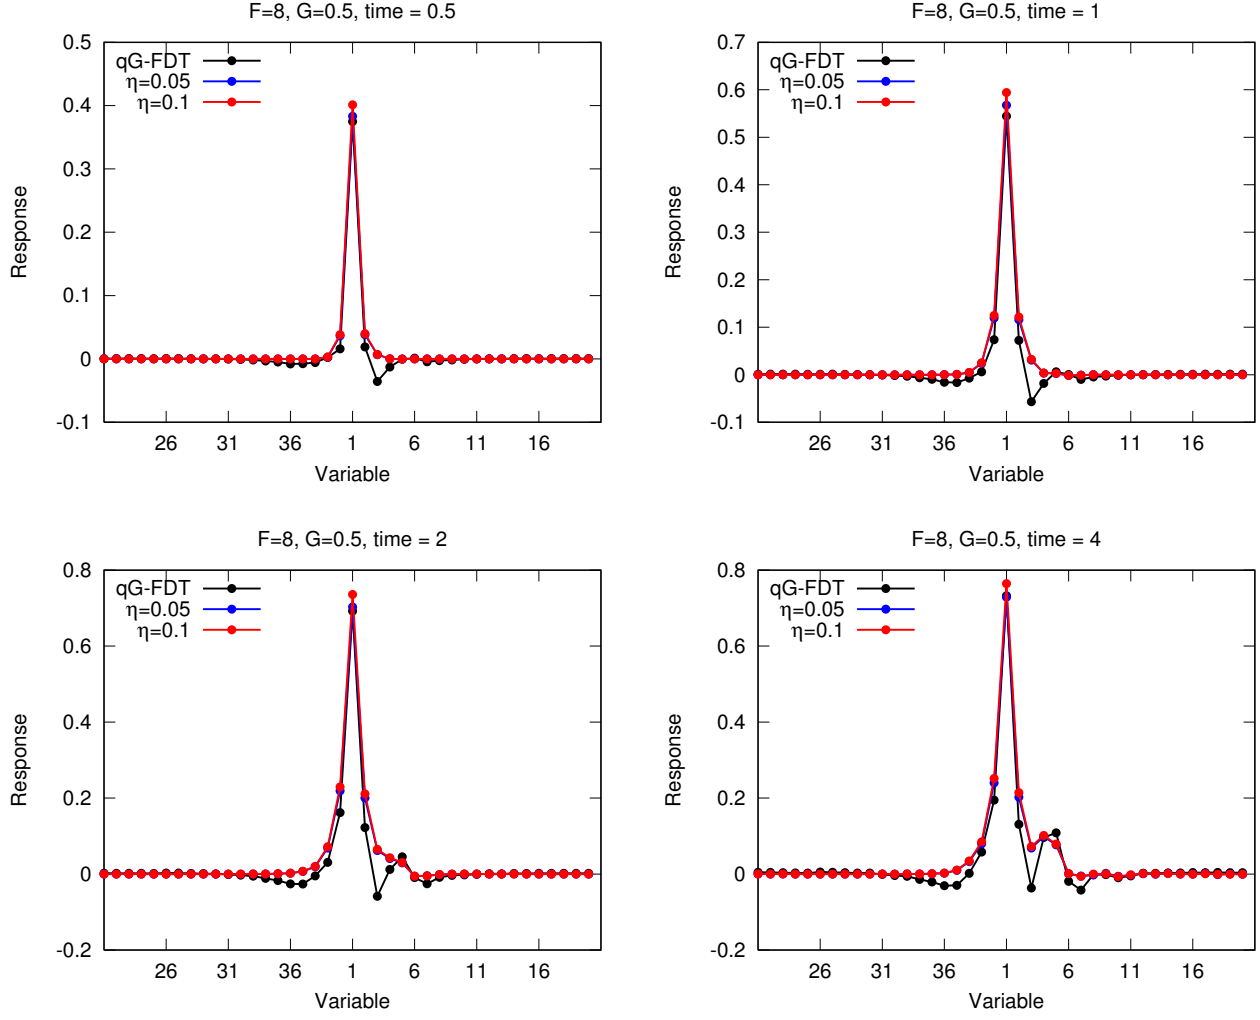 F=8, G=0.5, time = 0.5
0.5
0.4
0.3
0.2
0.1
0
-0.1
Response
qG-FDT
η=0.05
η=0.1
26 31 36 1 6 11 16
Variable
F=8, G=0.5, time = 1
0.7
0.6
0.5
0.4
0.3
0.2
0.1
0
-0.1
Response
qG-FDT
η=0.05
η=0.1
26 31 36 1 6 11 16
Variable
F=8, G=0.5, time = 2
0.8
0.6
0.4
0.2
0
-0.2
Response
qG-FDT
η=0.05
η=0.1
26 31 36 1 6 11 16
Variable
F=8, G=0.5, time = 4
0.8
0.6
0.4
0.2
0
-0.2
Response
qG-FDT
η=0.05
η=0.1
26 31 36 1 6 11 16
Variable